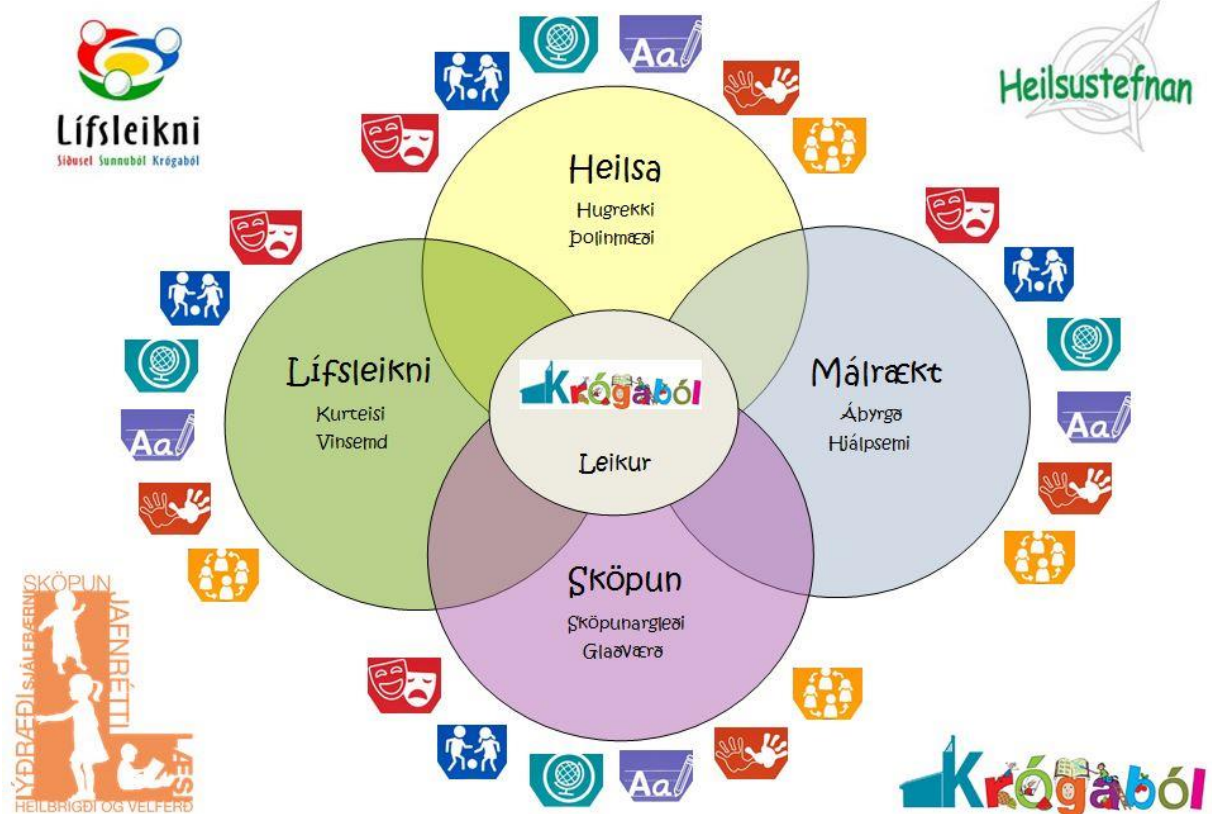 Lífsleikni
Síðusel Sunnuból Krógaból
Heilsustefnan
Aa
Heilsa
Hugrekki
Þolinmæði
Lífsleikni
Kurteisi
Vinsemd
Aa
Krógaból
Leikur
Málrækt
Ábyrgð
Hjálpsemi
Aa
Sköpun
Sköpunargleði
Glaðværð
Aa
SKÖPUN
JAFNRÉTTI
SJÁLFBÆRNI
LÝÐRÆÐI
LÆSI
HEILBRIGÐI OG VELFERÐ
Krógaból